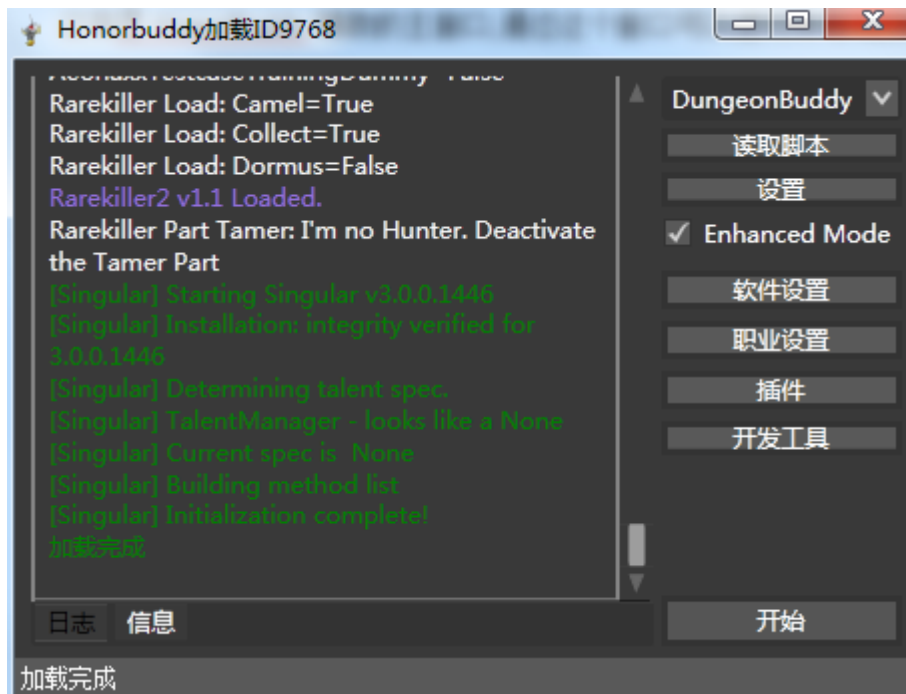 Honorbuddy加载ID9768
Rarekiller Load: Camel=True
Rarekiller Load: Collect=True
Rarekiller Load: Dormus=False
Rarekiller2 v1.1 Loaded.
Rarekiller Part Tamer: I'm no Hunter. Deactivate
the Tamer Part
[Singular] Starting Singular v3.0.0.1446
[Singular] Installation: integrity verified for
3.0.0.1446
[Singular] Determining talent spec.
[Singular] TalentManager - looks like a None
[Singular] Current spec is  None
[Singular] Building method list
[Singular] Initialization complete!
加载完成
日志 信息
DungeonBuddy
读取脚本
设置
Enhanced Mode
软件设置
职业设置
插件
开发工具
开始
加载完成